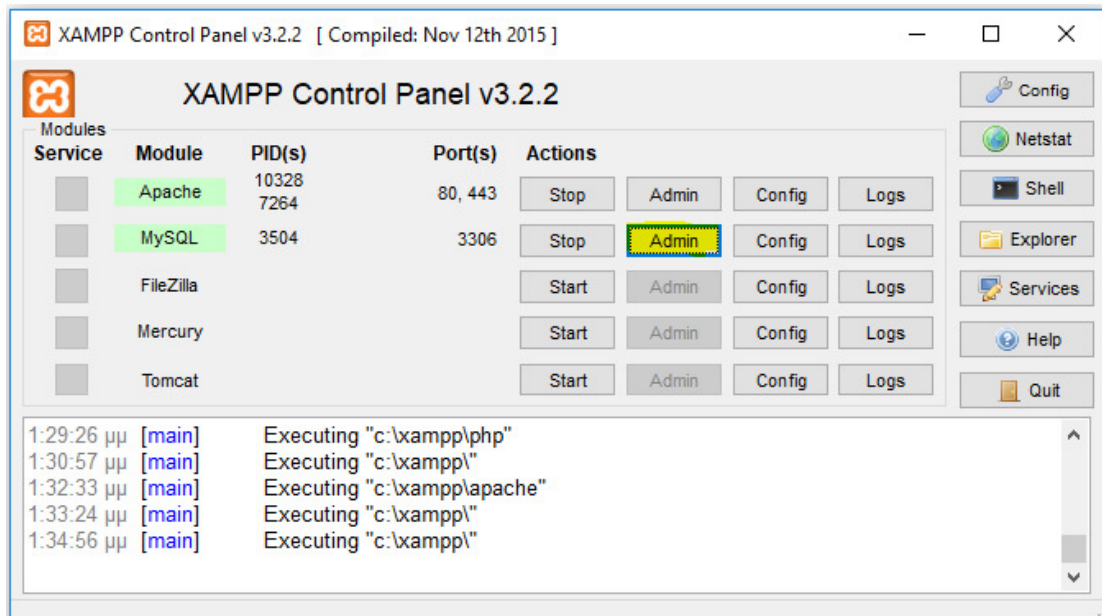 XAMPP Control Panel v3.2.2 [ Compiled: Nov 12th 2015 ]
XAMPP Control Panel v3.2.2
Config
Modules
Service Module PID(s) Port(s) Actions
Netstat
Apache 10328 7264 80, 443 Stop Admin Config Logs
Shell
MySQL 3504 3306 Stop Admin Config Logs
Explorer
FileZilla Start Admin Config Logs
Services
Mercury Start Admin Config Logs
Help
Tomcat Start Admin Config Logs
Quit
1:29:26 μμ [main] Executing "c:\xampp\php"
1:30:57 μμ [main] Executing "c:\xampp\"
1:32:33 μμ [main] Executing "c:\xampp\apache"
1:33:24 μμ [main] Executing "c:\xampp\"
1:34:56 μμ [main] Executing "c:\xampp\"